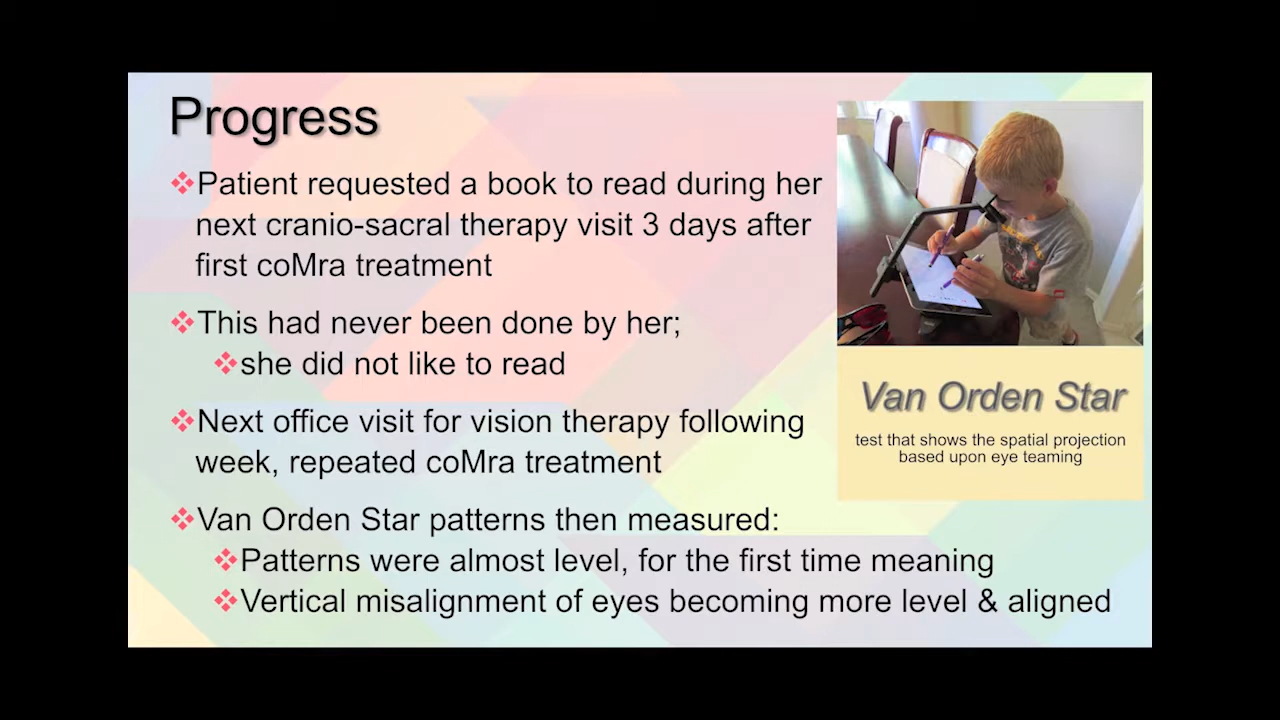 Progress
❖Patient requested a book to read during her
next cranio-sacral therapy visit 3 days after
first coMra treatment
❖This had never been done by her;
❖she did not like to read
❖Next office visit for vision therapy following
week, repeated coMra treatment
❖Van Orden Star patterns then measured:
❖Patterns were almost level, for the first time meaning
❖Vertical misalignment of eyes becoming more level & aligned
Van Orden Star
test that shows the spatial projection
based upon eye teaming